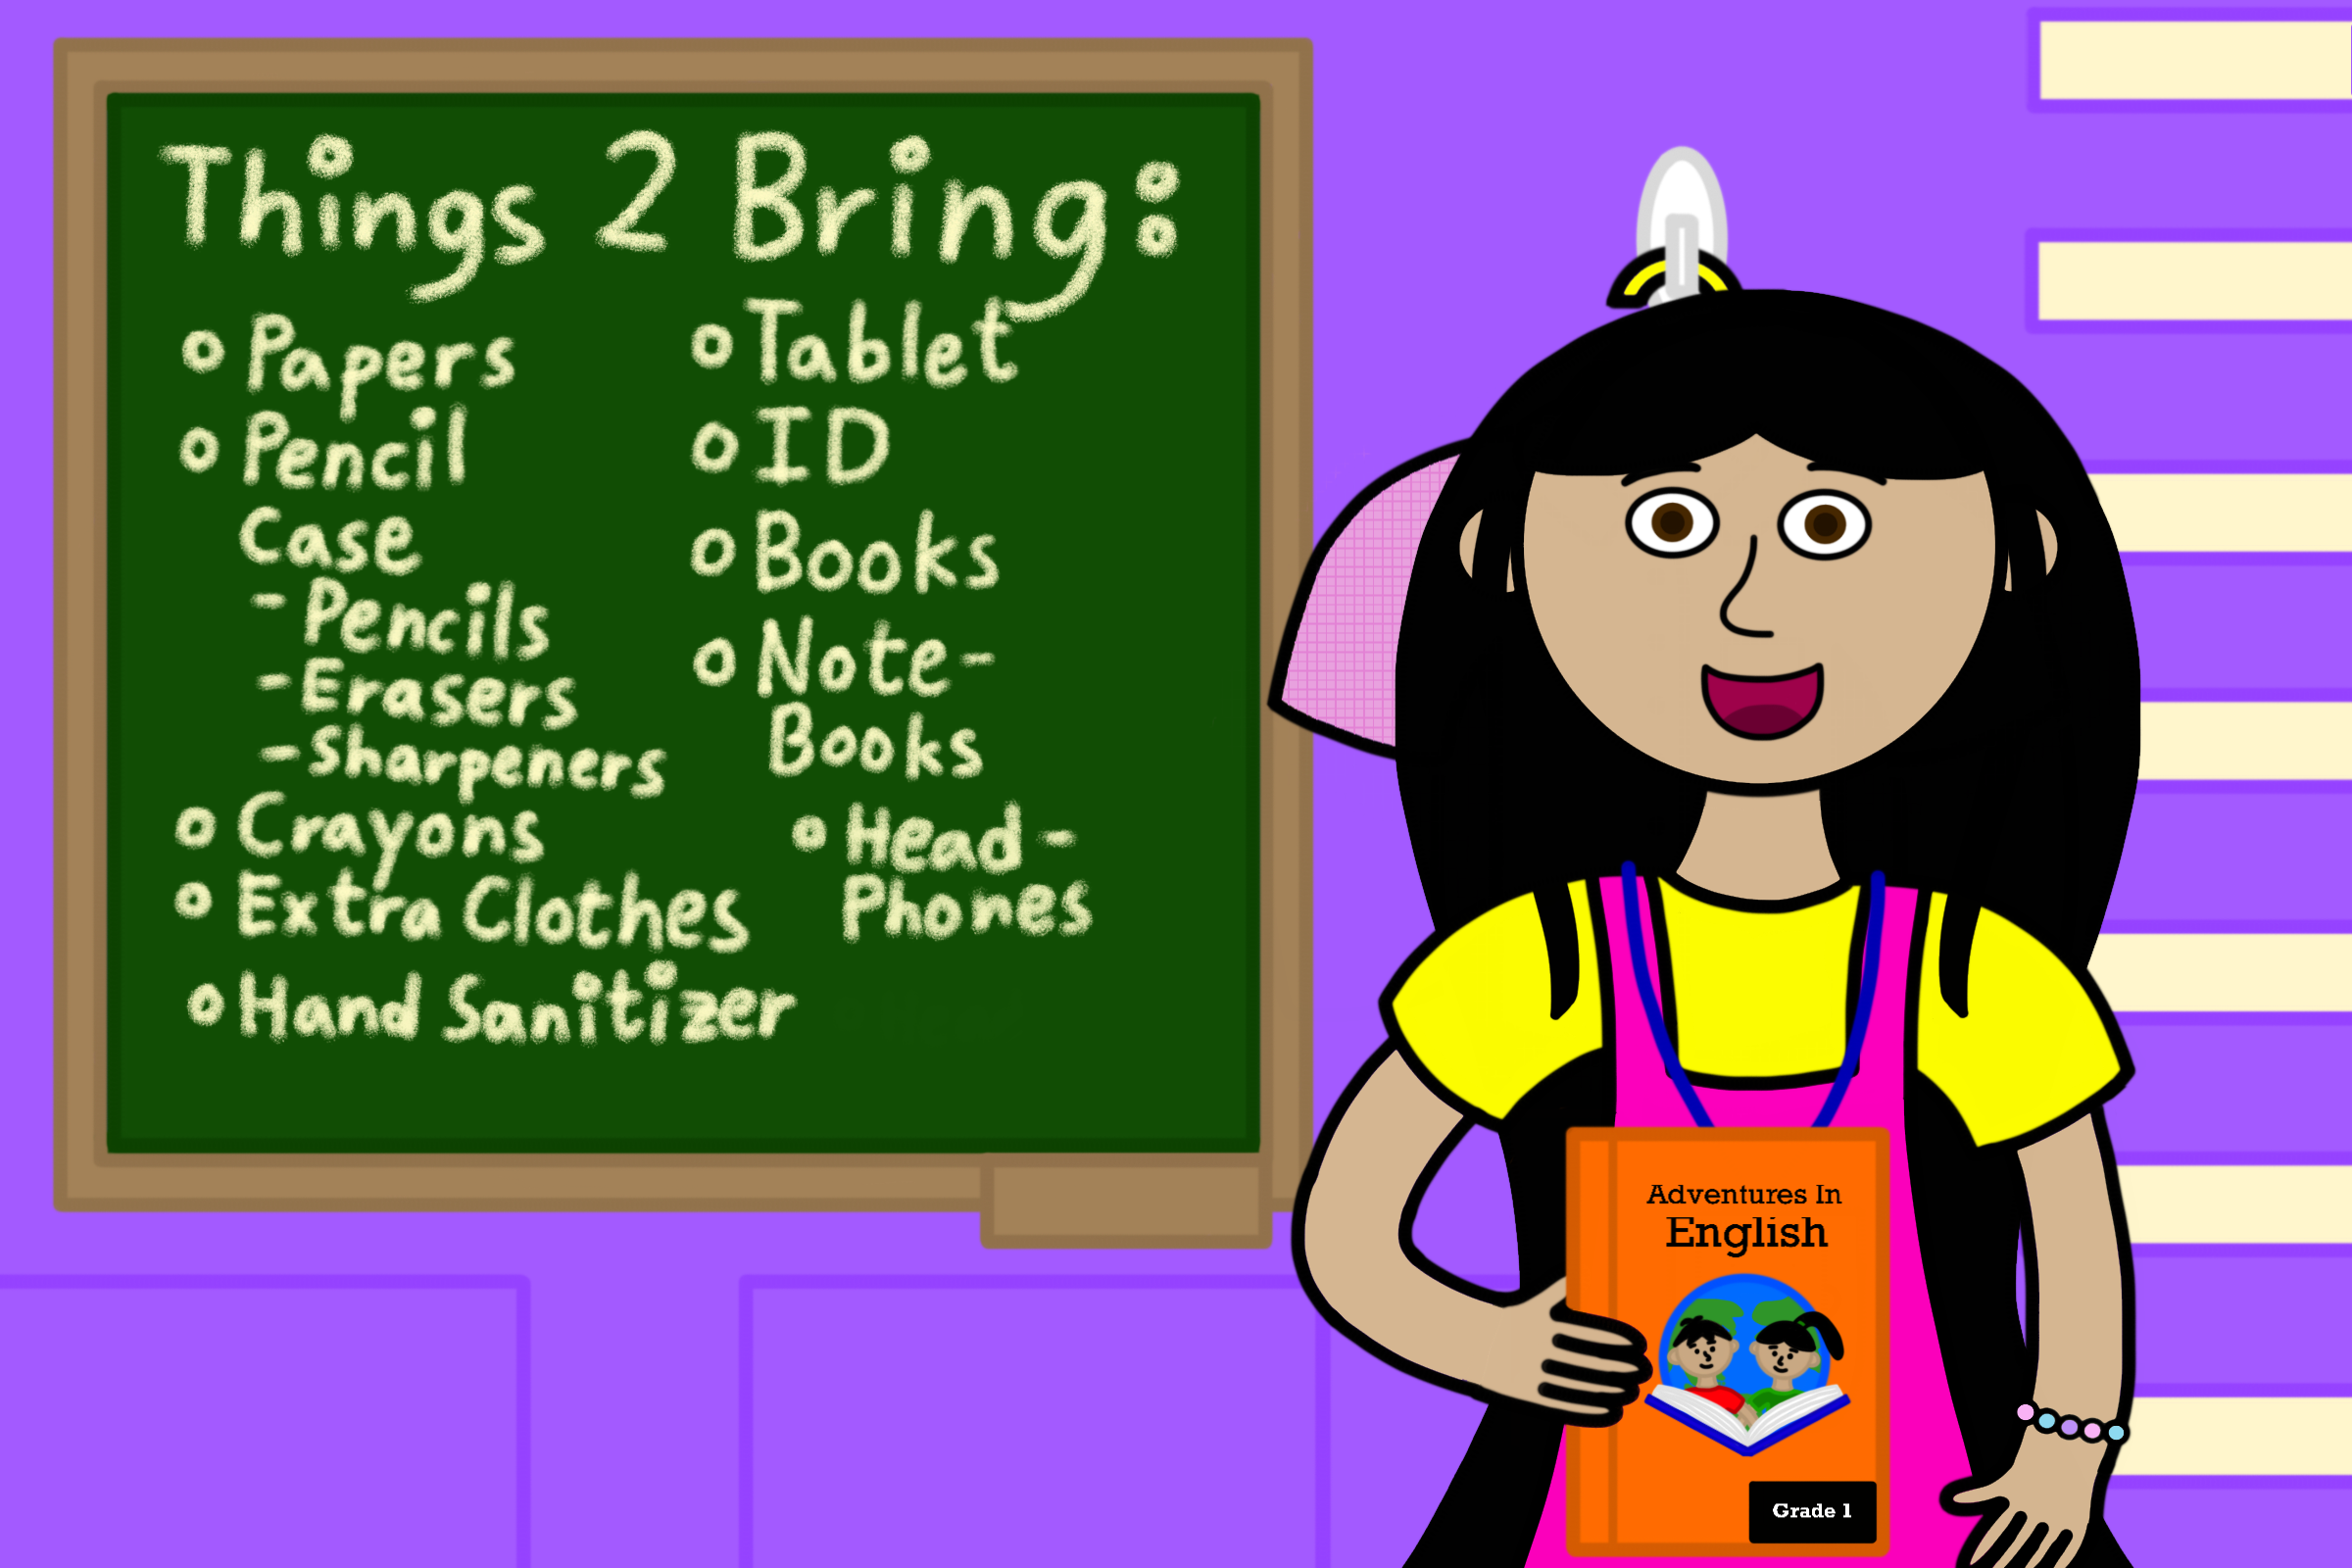 Things 2 Bring:
Papers
Pencil
Case
- Pencils
- Erasers
- Sharpeners
Crayons
Extra Clothes
Hand Sanitizer
Tablet
ID
Books
Note-
Books
Head-
Phones
Adventures In
English
Grade 1